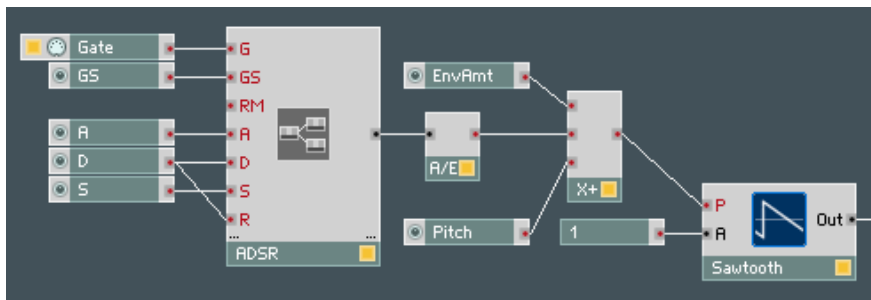 Gate
GS
A
D
S
G
GS
RM
A
D
S
R
...
...
ADSR
EnvAmt
A/E
X+
Pitch
1
P
A
Out
Sawtooth